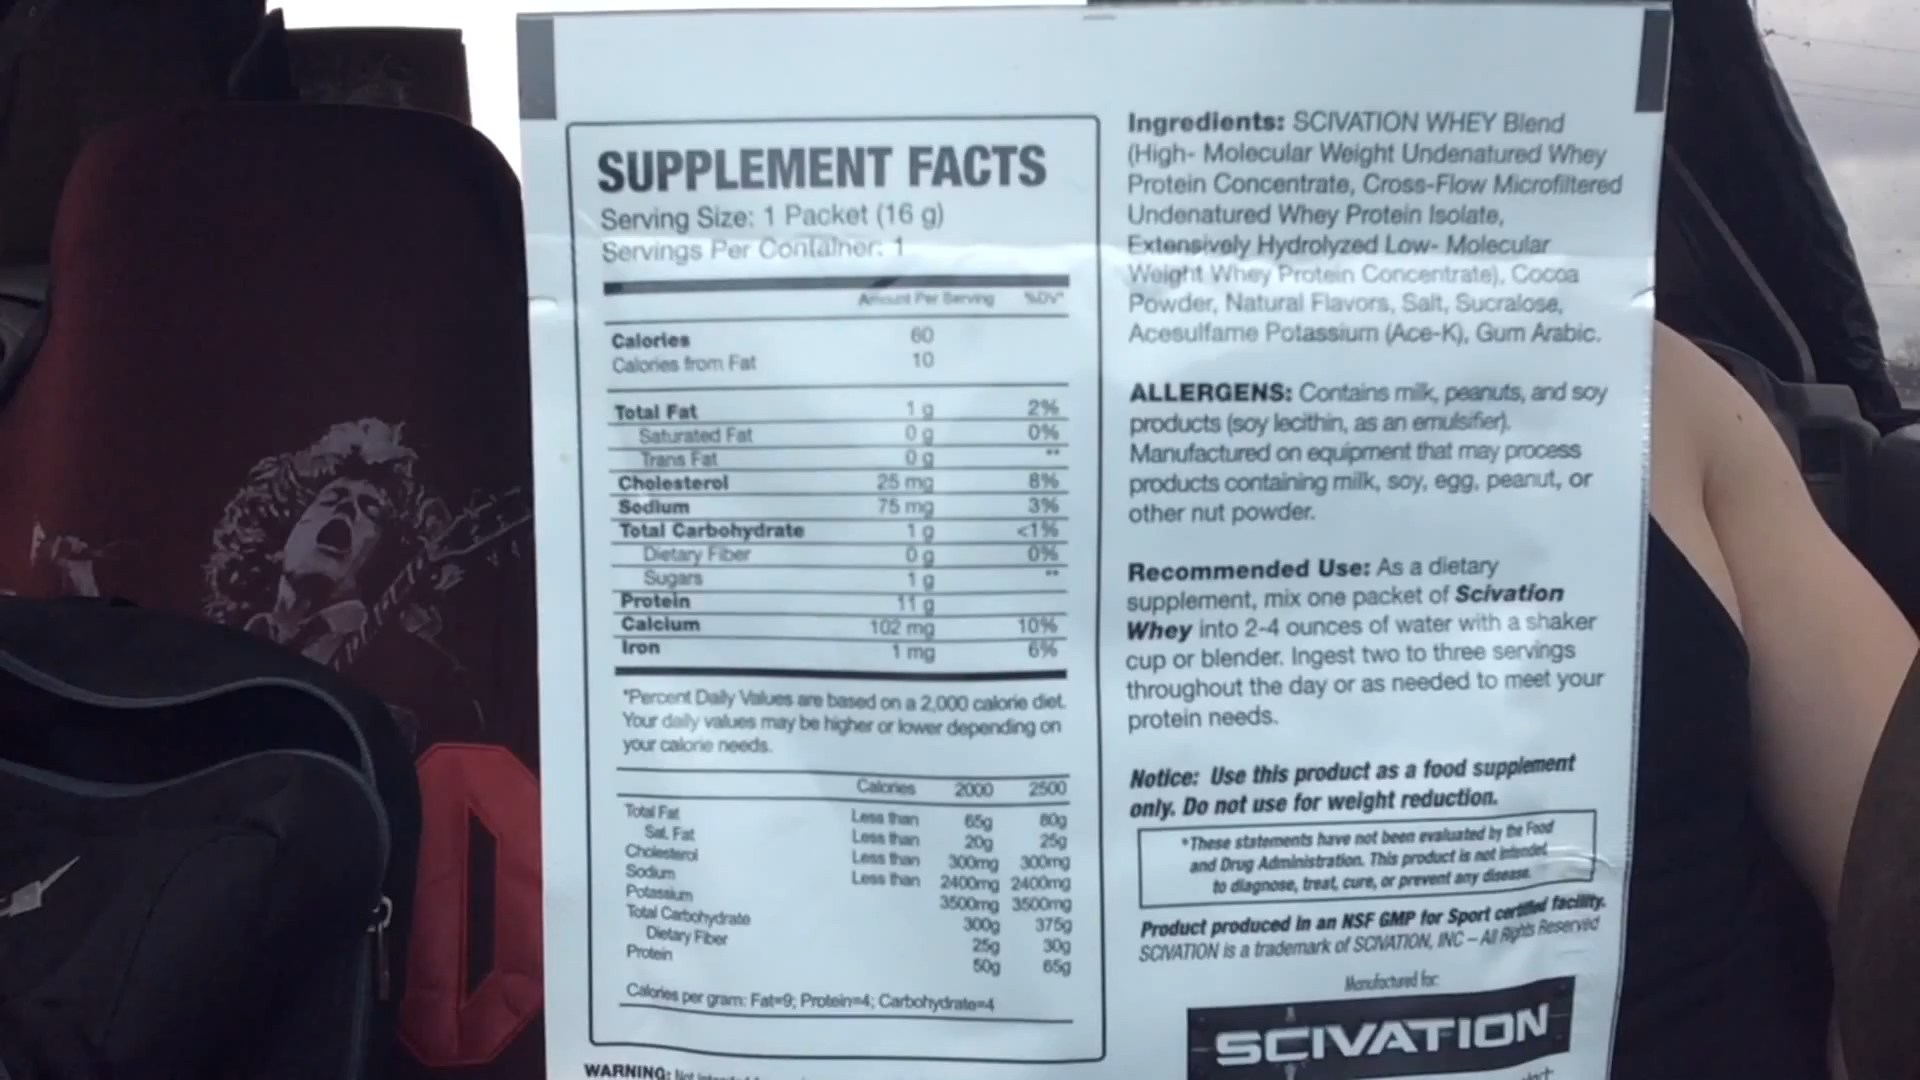 SUPPLEMENT FACTS
Serving Size: 1 Packet (16 g)
Servings Per Container: 1
Amount Per Serving %DV*
Calories 60
Calories from Fat 10
Total Fat 1 g 2%
Saturated Fat 0 g 0%
Trans Fat 0 g **
Cholesterol 25 mg 8%
Sodium 75 mg 3%
Total Carbohydrate 1 g <1%
Dietary Fiber 0 g 0%
Sugars 1 g **
Protein 11 g
Calcium 102 mg 10%
Iron 1 mg 6%
*Percent Daily Values are based on a 2,000 calorie diet.
Your daily values may be higher or lower depending on
your calorie needs.
Calories 2000 2500
Total Fat Less than 65g 80g
Sat. Fat Less than 20g 25g
Cholesterol Less than 300mg 300mg
Sodium Less than 2400mg 2400mg
Potassium 3500mg 3500mg
Total Carbohydrate 300g 375g
Dietary Fiber 25g 30g
Protein 50g 65g
Calories per gram: Fat=9; Protein=4; Carbohydrate=4
WARNING: Not
Ingredients: SCIVATION WHEY Blend
(High- Molecular Weight Undenatured Whey
Protein Concentrate, Cross-Flow Microfiltered
Undenatured Whey Protein Isolate,
Extensively Hydrolyzed Low- Molecular
Weight Whey Protein Concentrate), Cocoa
Powder, Natural Flavors, Salt, Sucralose,
Acesulfame Potassium (Ace-K), Gum Arabic.
ALLERGENS: Contains milk, peanuts, and soy
products (soy lecithin, as an emulsifier).
Manufactured on equipment that may process
products containing milk, soy, egg, peanut, or
other nut powder.
Recommended Use: As a dietary
supplement, mix one packet of Scivation
Whey into 2-4 ounces of water with a shaker
cup or blender. Ingest two to three servings
throughout the day or as needed to meet your
protein needs.
Notice: Use this product as a food supplement
only. Do not use for weight reduction.
*These statements have not been evaluated by the Food
and Drug Administration. This product is not intended
to diagnose, treat, cure, or prevent any disease.
Product produced in an NSF GMP for Sport certified facility.
SCIVATION is a trademark of SCIVATION, INC – All Rights Reserved
Manufactured for:
SCIVATION